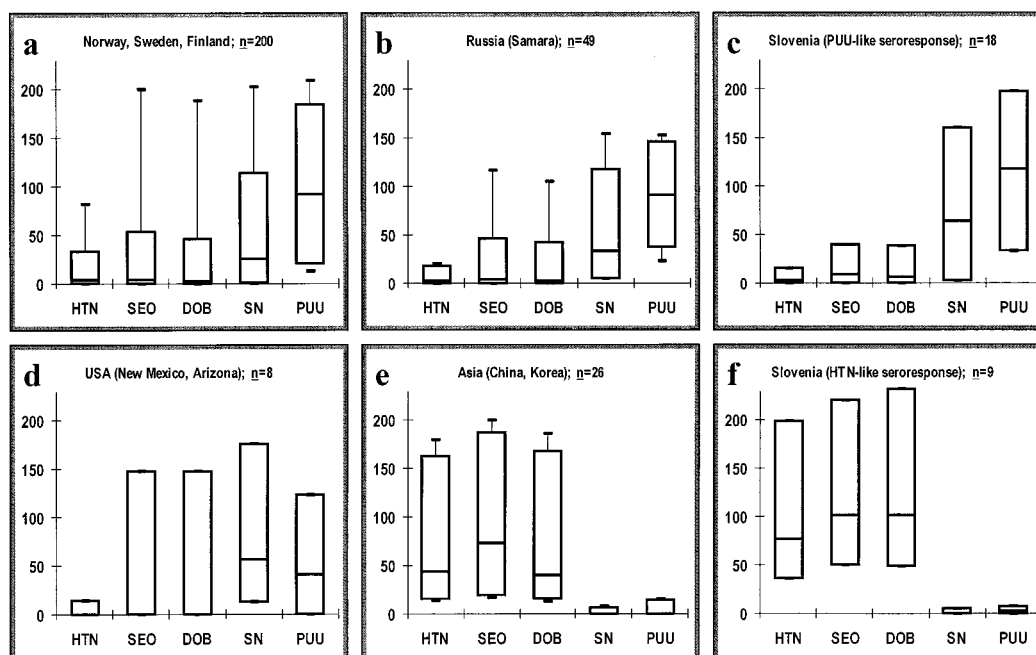 a Norway, Sweden, Finland; n=200
200
150
100
50
0
HTN SEO DOB SN PUU
b Russia (Samara); n=49
200
150
100
50
0
HTN SEO DOB SN PUU
c Slovenia (PUU-like seroresponse); n=18
200
150
100
50
0
HTN SEO DOB SN PUU
d USA (New Mexico, Arizona); n=8
200
150
100
50
0
HTN SEO DOB SN PUU
e Asia (China, Korea); n=26
200
150
100
50
0
HTN SEO DOB SN PUU
f Slovenia (HTN-like seroresponse); n=9
200
150
100
50
0
HTN SEO DOB SN PUU